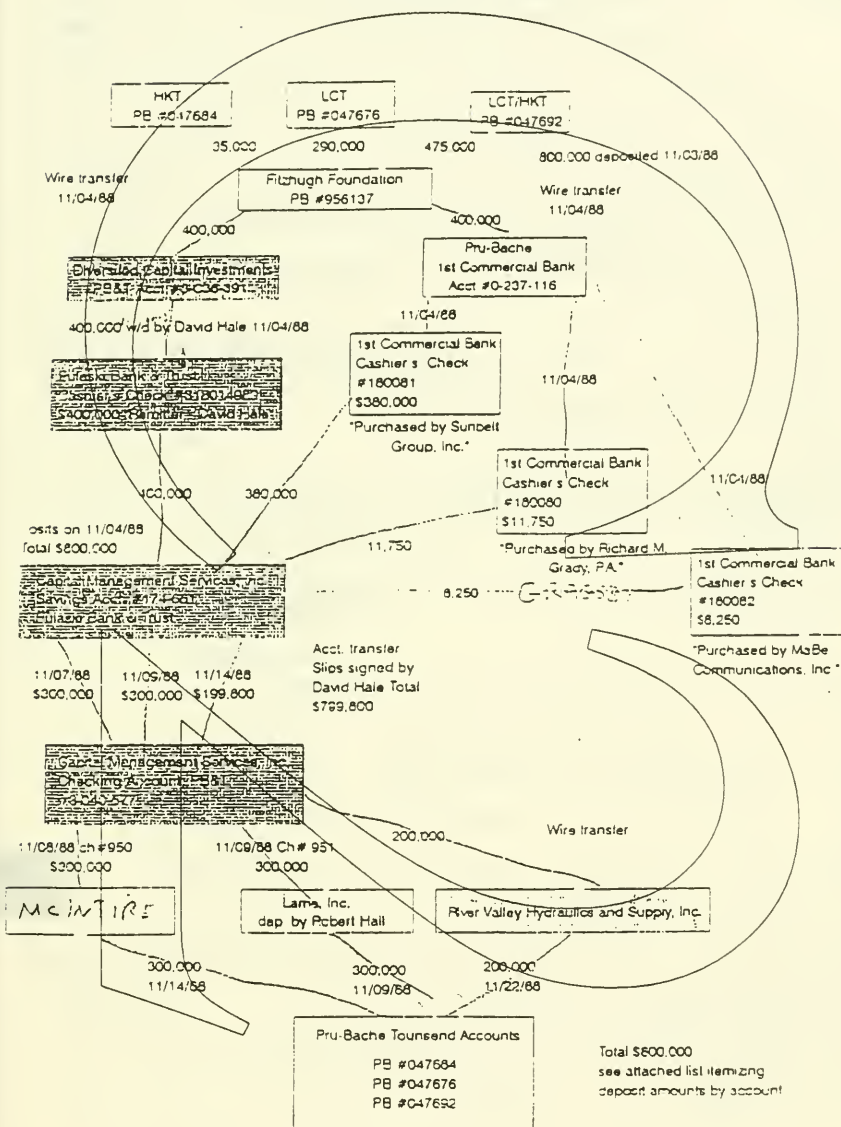 HKT
PB #047684
LCT
PB #047676
LCT/HKT
PB #047692
35,000
290,000
475,000
800,000 deposited 11/03/88
Wire transfer
11/04/88
Fitzhugh Foundation
PB #956137
Wire transfer
11/04/88
400,000
400,000
Pru-Bache
1st Commercial Bank
Acct #0-237-116
Diversified Capital Investments
400,000 w/d by David Hale 11/04/88
11/04/88
1st Commercial Bank
Cashier s Check
#180081
$380,000
"Purchased by Sunbelt
Group, Inc."
Pulaski Bank & Trust
Cashier s Check
$400,000 Remitter David Hale
11/04/88
1st Commercial Bank
Cashier s Check
#180080
$11,750
"Purchased by Richard M.
Grady, PA."
11/04/88
400,000
380,000
osits on 11/04/88
Total $800,000
11,750
Capital Management Services, Inc.
Savings Acct.
Pulaski Bank & Trust
8,250
1st Commercial Bank
Cashier s Check
#180082
$8,250
"Purchased by MaBe
Communications, Inc."
Acct. transfer
Slips signed by
David Hale Total
$799,800
11/07/88
$300,000
11/09/88
$300,000
11/14/88
$199,800
Capital Management Services, Inc.
Checking Account
11/08/88 ch #950
$300,000
11/09/88 Ch # 951
300,000
200,000
Wire transfer
MCINTIRE
Lama, Inc.
dep by Robert Hall
River Valley Hydraulics and Supply, Inc.
300,000
11/14/88
300,000
11/09/88
200,000
11/22/88
Pru-Bache Tounsend Accounts
PB #047684
PB #047676
PB #047692
Total $800,000
see attached list itemizing
deposit amounts by account